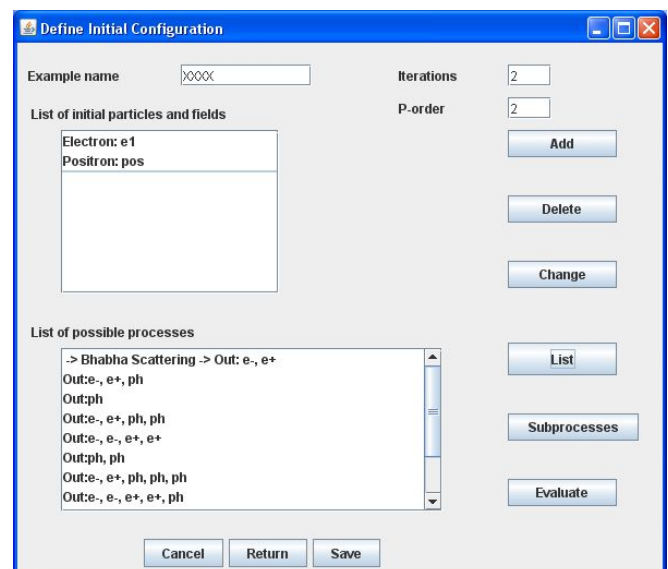 Define Initial Configuration
Example name XXXX Iterations 2
P-order 2
List of initial particles and fields
Electron: e1
Positron: pos
Add
Delete
Change
List of possible processes
-> Bhabha Scattering -> Out: e-, e+
Out:e-, e+, ph
Out:ph
Out:e-, e+, ph, ph
Out:e-, e-, e+, e+
Out:ph, ph
Out:e-, e+, ph, ph, ph
Out:e-, e-, e+, e+, ph
List
Subprocesses
Evaluate
Cancel Return Save